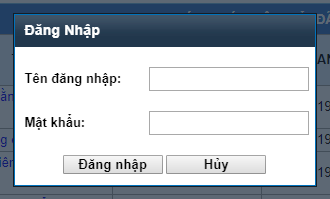 Đăng Nhập
Tên đăng nhập:
Mật khẩu:
Đăng nhập Hủy